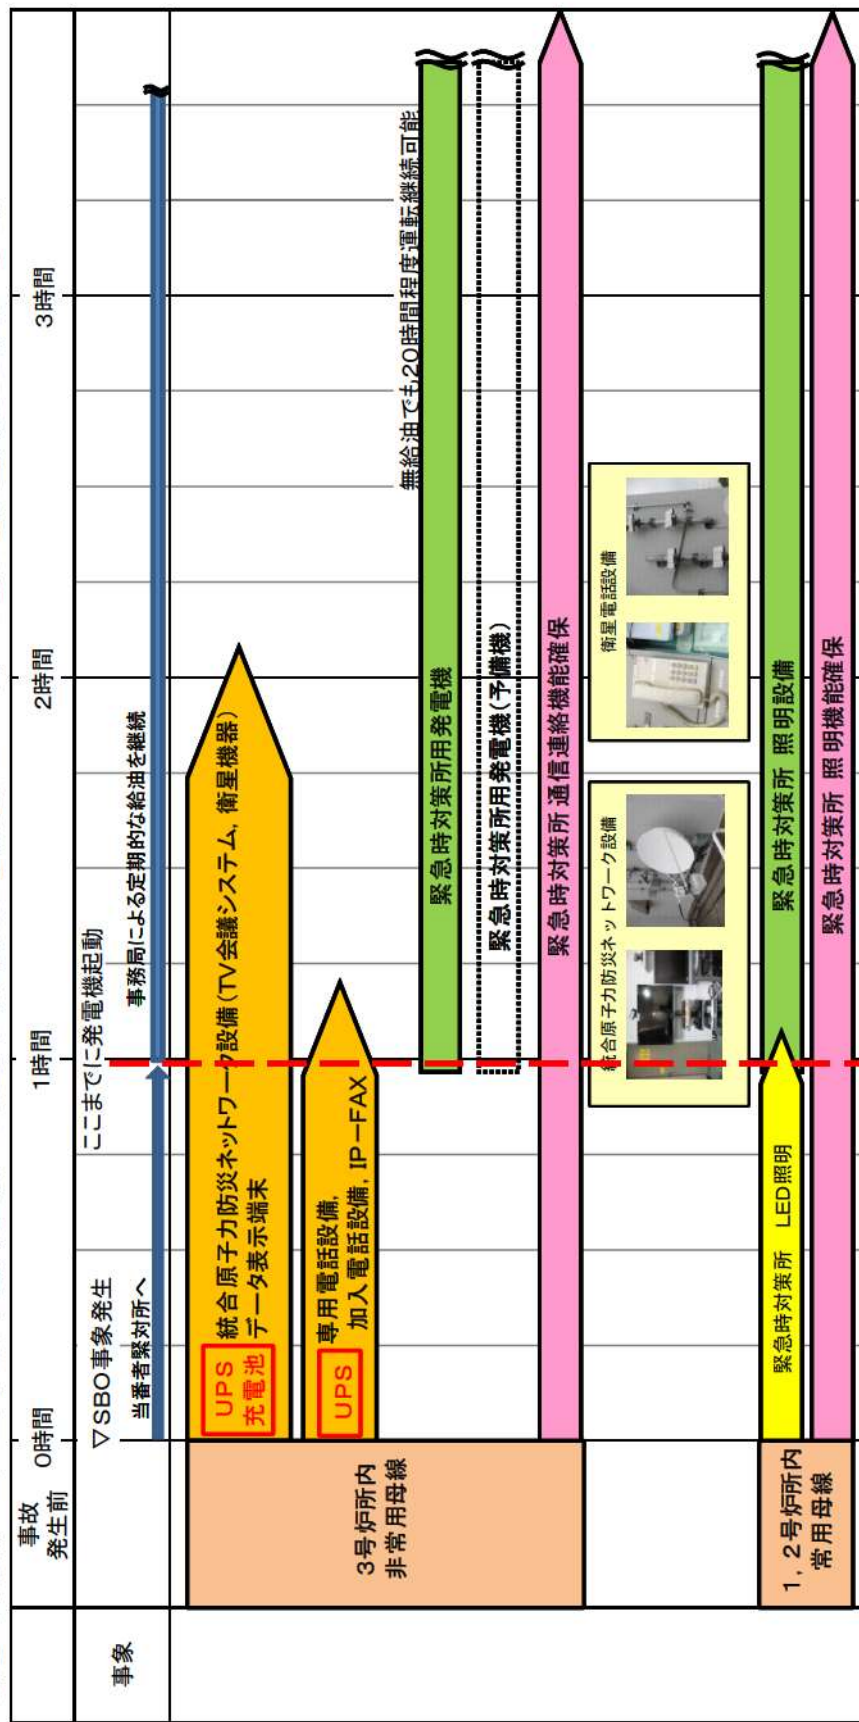 事故
発生前
0時間
1時間
2時間
3時間
事象
▽SBO事象発生
ここまでに発電機起動
当番者緊対所へ
事務局による定期的な給油を継続
UPS
充電池
統合原子力防災ネットワーク設備(TV会議システム, 衛星機器)
データ表示端末
UPS
専用電話設備,
加入電話設備, IP－FAX
3号炉所内
非常用母線
無給油でも20時間程度運転継続可能
緊急時対策所用発電機
緊急時対策所用発電機(予備機)
緊急時対策所 通信連絡機能確保
統合原子力防災ネットワーク設備
衛星電話設備
1, 2号炉所内
常用母線
緊急時対策所　LED照明
緊急時対策所 照明設備
緊急時対策所 照明機能確保